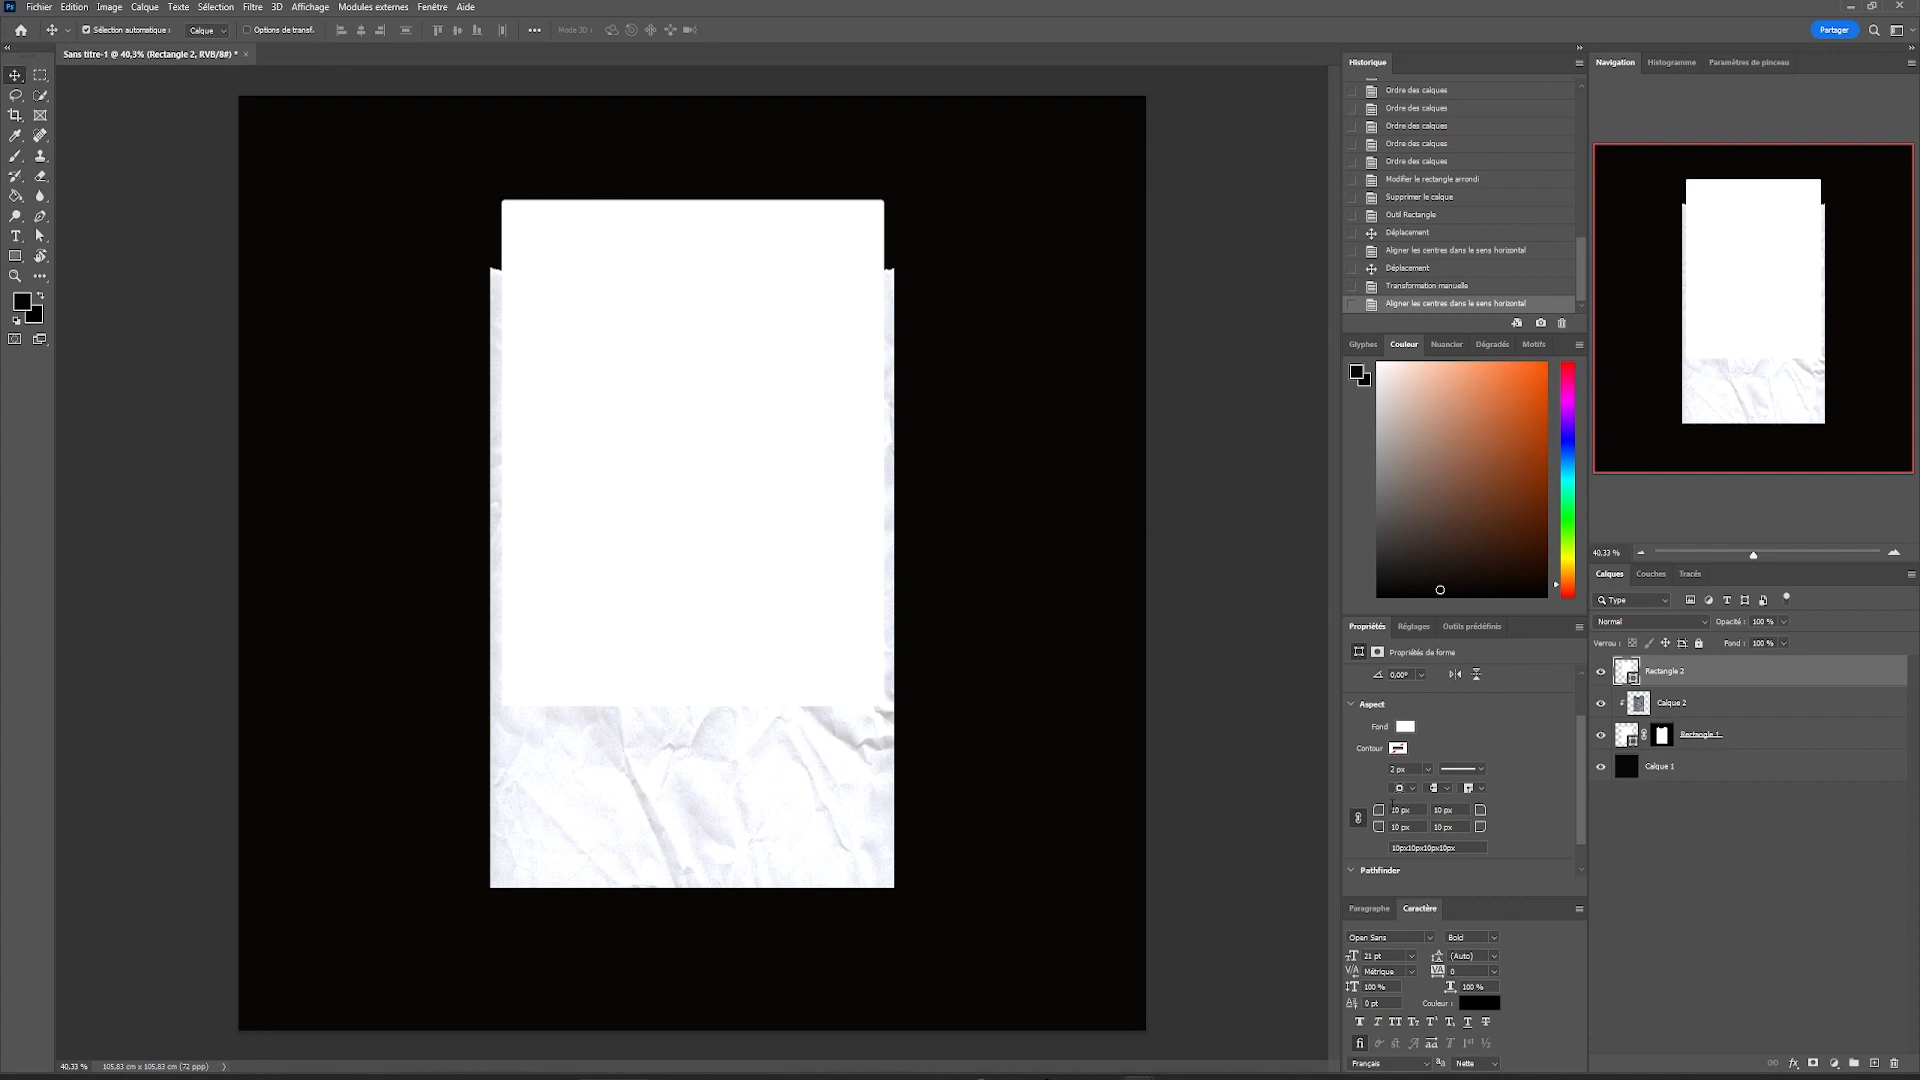 Ps Fichier Edition Image Calque Texte Sélection Filtre 3D Affichage Modules externes Fenêtre Aide
Sélection automatique : Calque Options de transf. Mode 3D : Partager
Sans titre-1 @ 40,3% (Rectangle 2, RVB/8#) *
Historique
Ordre des calques
Ordre des calques
Ordre des calques
Ordre des calques
Ordre des calques
Modifier le rectangle arrondi
Supprimer le calque
Outil Rectangle
Déplacement
Aligner les centres dans le sens horizontal
Déplacement
Transformation manuelle
Aligner les centres dans le sens horizontal
Glyphes Couleur Nuancier Dégradés Motifs
Propriétés Réglages Outils prédéfinis
Propriétés de forme
0,00°
Aspect
Fond
Contour
2 px
10 px 10 px
10 px 10 px
10px10px10px10px
Pathfinder
Paragraphe Caractère
Open Sans Bold
21 pt (Auto)
Métrique 0
100 % 100 %
0 pt Couleur :
Français Nette
Navigation Histogramme Paramètres de pinceau
40,33 %
Calques Couches Tracés
Type
Normal Opacité : 100 %
Verrou : Fond : 100 %
Rectangle 2
Calque 2
Rectangle 1
Calque 1
40,33 % 105,83 cm x 105,83 cm (72 ppp)